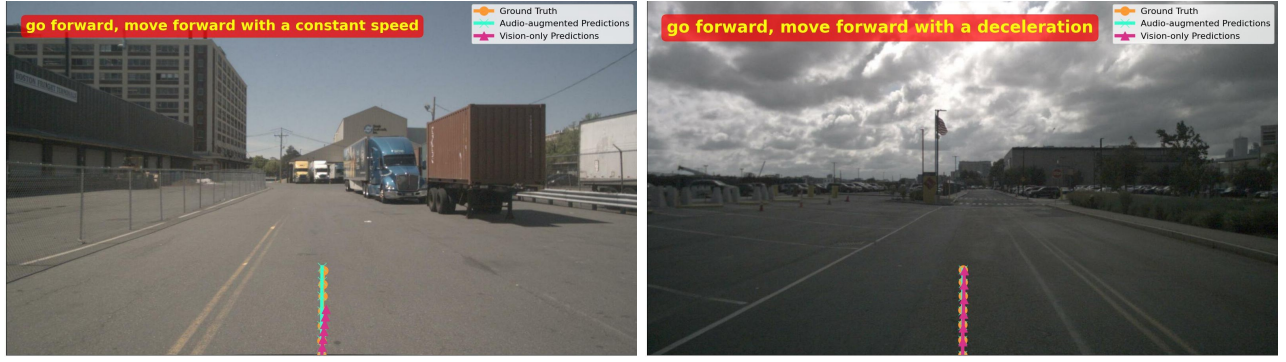 go forward, move forward with a constant speed
Ground Truth
Audio-augmented Predictions
Vision-only Predictions
go forward, move forward with a deceleration
Ground Truth
Audio-augmented Predictions
Vision-only Predictions